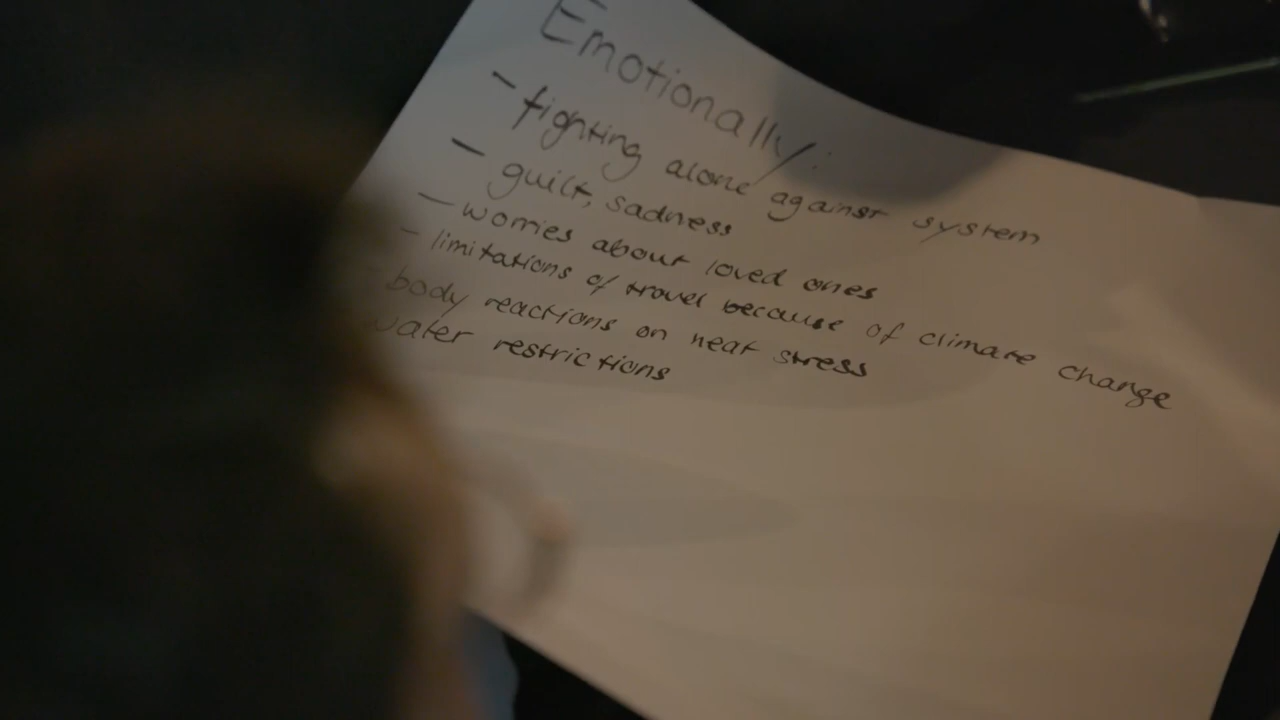 Emotionally:
- fighting alone against system
- guilt, sadness
- worries about loved ones
- limitations of travel because of climate change
body reactions on heat stress
water restrictions